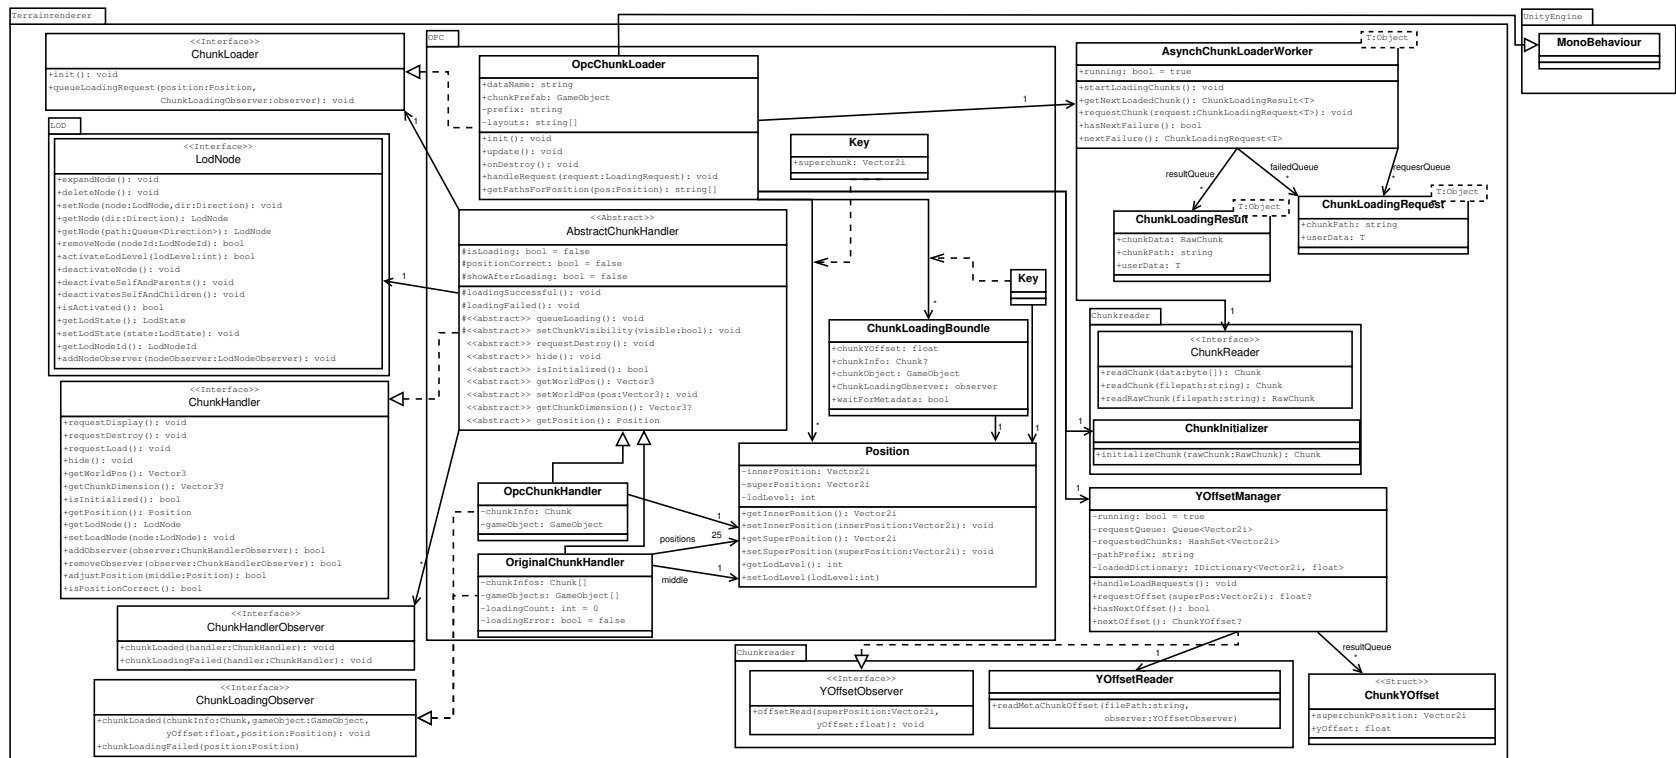 Terrainrenderer
<<Interface>>
ChunkLoader
+init(): void
+queueLoadingRequest(position:Position,
ChunkLoadingObserver:observer): void
LOD
<<Interface>>
LodNode
+expandNode(): void
+deleteNode(): void
+setNode(node:LodNode,dir:Direction): void
+getNode(dir:Direction): LodNode
+getNode(path:Queue<Direction>): LodNode
+removeNode(nodeId:LodNodeId): bool
+activateLodLevel(lodLevel:int): bool
+deactivateNode(): void
+deactivateSelfAndParents(): void
+deactivatesSelfAndChildren(): void
+isActivated(): bool
+getLodState(): LodState
+setLodState(state:LodState): void
+getLodNodeId(): LodNodeId
+addNodeObserver(nodeObserver:LodNodeObserver): void
<<Interface>>
ChunkHandler
+requestDisplay(): void
+requestDestroy(): void
+requestLoad(): void
+hide(): void
+getWorldPos(): Vector3
+getChunkDimension(): Vector3?
+isInitialized(): bool
+getPosition(): Position
+getLodNode(): LodNode
+setLoadNode(node:LodNode): void
+addObserver(observer:ChunkHandlerObserver): bool
+removeObserver(observer:ChunkHandlerObserver): bool
+adjustPosition(middle:Position): bool
+isPositionCorrect(): bool
<<Interface>>
ChunkHandlerObserver
+chunkLoaded(handler:ChunkHandler): void
+chunkLoadingFailed(handler:ChunkHandler): void
<<Interface>>
ChunkLoadingObserver
+chunkLoaded(chunkInfo:Chunk,gameObject:GameObject,
yOffset:float,position:Position): void
+chunkLoadingFailed(position:Position)
1
1
*
OPC
OpcChunkLoader
+dataName: string
+chunkPrefab: GameObject
-prefix: string
-layouts: string[]
+init(): void
+update(): void
+onDestroy(): void
+handleRequest(request:LoadingRequest): void
+getPathsForPosition(pos:Position): string[]
<<Abstract>>
AbstractChunkHandler
#isLoading: bool = false
#positionCorrect: bool = false
#showAfterLoading: bool = false
#loadingSuccessful(): void
#loadingFailed(): void
#<<abstract>> queueLoading(): void
#<<abstract>> setChunkVisibility(visible:bool): void
<<abstract>> requestDestroy(): void
<<abstract>> hide(): void
<<abstract>> isInitialized(): bool
<<abstract>> getWorldPos(): Vector3
<<abstract>> setWorldPos(pos:Vector3): void
<<abstract>> getChunkDimension(): Vector3?
<<abstract>> getPosition(): Position
OpcChunkHandler
-chunkInfo: Chunk
-gameObject: GameObject
OriginalChunkHandler
-chunkInfos: Chunk[]
-gameObjects: GameObject[]
-loadingCount: int = 0
-loadingError: bool = false
1
positions
25
middle
1
Key
+superchunk: Vector2i
Key
*
*
1
1
ChunkLoadingBoundle
+chunkYOffset: float
+chunkInfo: Chunk?
+chunkObject: GameObject
+ChunkLoadingObserver: observer
+waitForMetadata: bool
Position
-innerPosition: Vector2i
-superPosition: Vector2i
-lodLevel: int
+getInnerPosition(): Vector2i
+setInnerPosition(innerPosition:Vector2i): void
+getSuperPosition(): Vector2i
+setSuperPosition(superPosition:Vector2i): void
+getLodLevel(): int
+setLodLevel(lodLevel:int)
1
T:Object
AsynchChunkLoaderWorker
+running: bool = true
+startLoadingChunks(): void
+getNextLoadedChunk(): ChunkLoadingResult<T>
+requestChunk(request:ChunkLoadingRequest<T>): void
+hasNextFailure(): bool
+nextFailure(): ChunkLoadingRequest<T>
resultQueue
*
failedQueue
*
requesrQueue
*
T:Object
ChunkLoadingResult
+chunkData: RawChunk
+chunkPath: string
+userData: T
T:Object
ChunkLoadingRequest
+chunkPath: string
+userData: T
1
Chunkreader
<<Interface>>
ChunkReader
+readChunk(data:byte[]): Chunk
+readChunk(filepath:string): Chunk
+readRawChunk(filepath:string): RawChunk
1
ChunkInitializer
+initializeChunk(rawChunk:RawChunk): Chunk
1
YOffsetManager
-running: bool = true
-requestQueue: Queue<Vector2i>
-requestedChunks: HashSet<Vector2i>
-pathPrefix: string
-loadedDictionary: IDictionary<Vector2i, float>
+handleLoadRequests(): void
+requestOffset(superPos:Vector2i): float?
+hasNextOffset(): bool
+nextOffset(): ChunkYOffset?
1
resultQueue
*
Chunkreader
<<Interface>>
YOffsetObserver
+offsetRead(superPosition:Vector2i,
yOffset:float): void
YOffsetReader
+readMetaChunkOffset(filePath:string,
observer:YOffsetObserver)
<<Struct>>
ChunkYOffset
+superchunkPosition: Vector2i
+yOffset: float
UnityEngine
MonoBehaviour